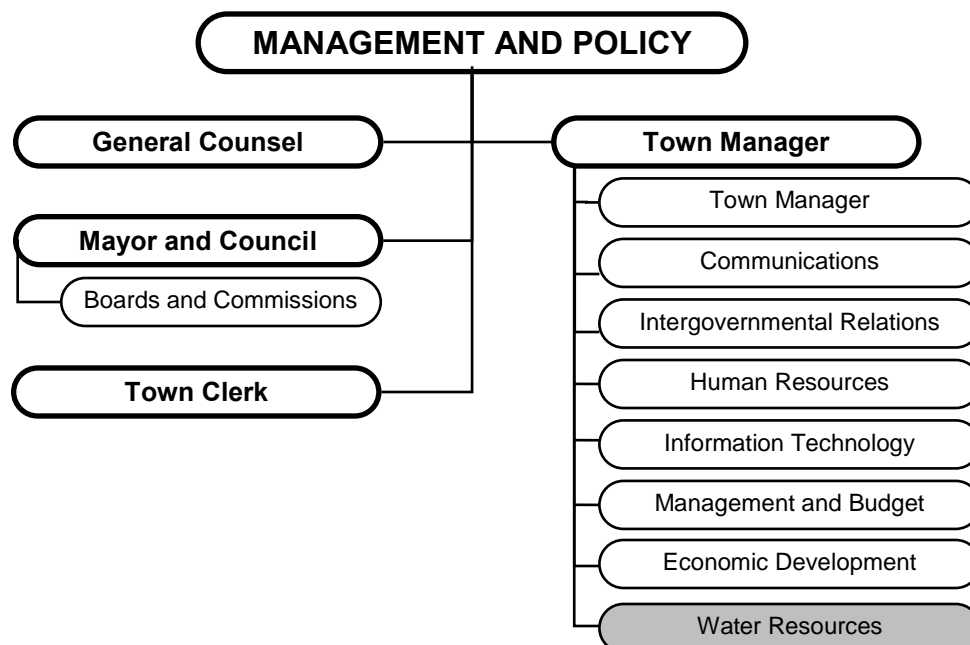 MANAGEMENT AND POLICY
General Counsel
Mayor and Council
Boards and Commissions
Town Clerk
Town Manager
Town Manager
Communications
Intergovernmental Relations
Human Resources
Information Technology
Management and Budget
Economic Development
Water Resources